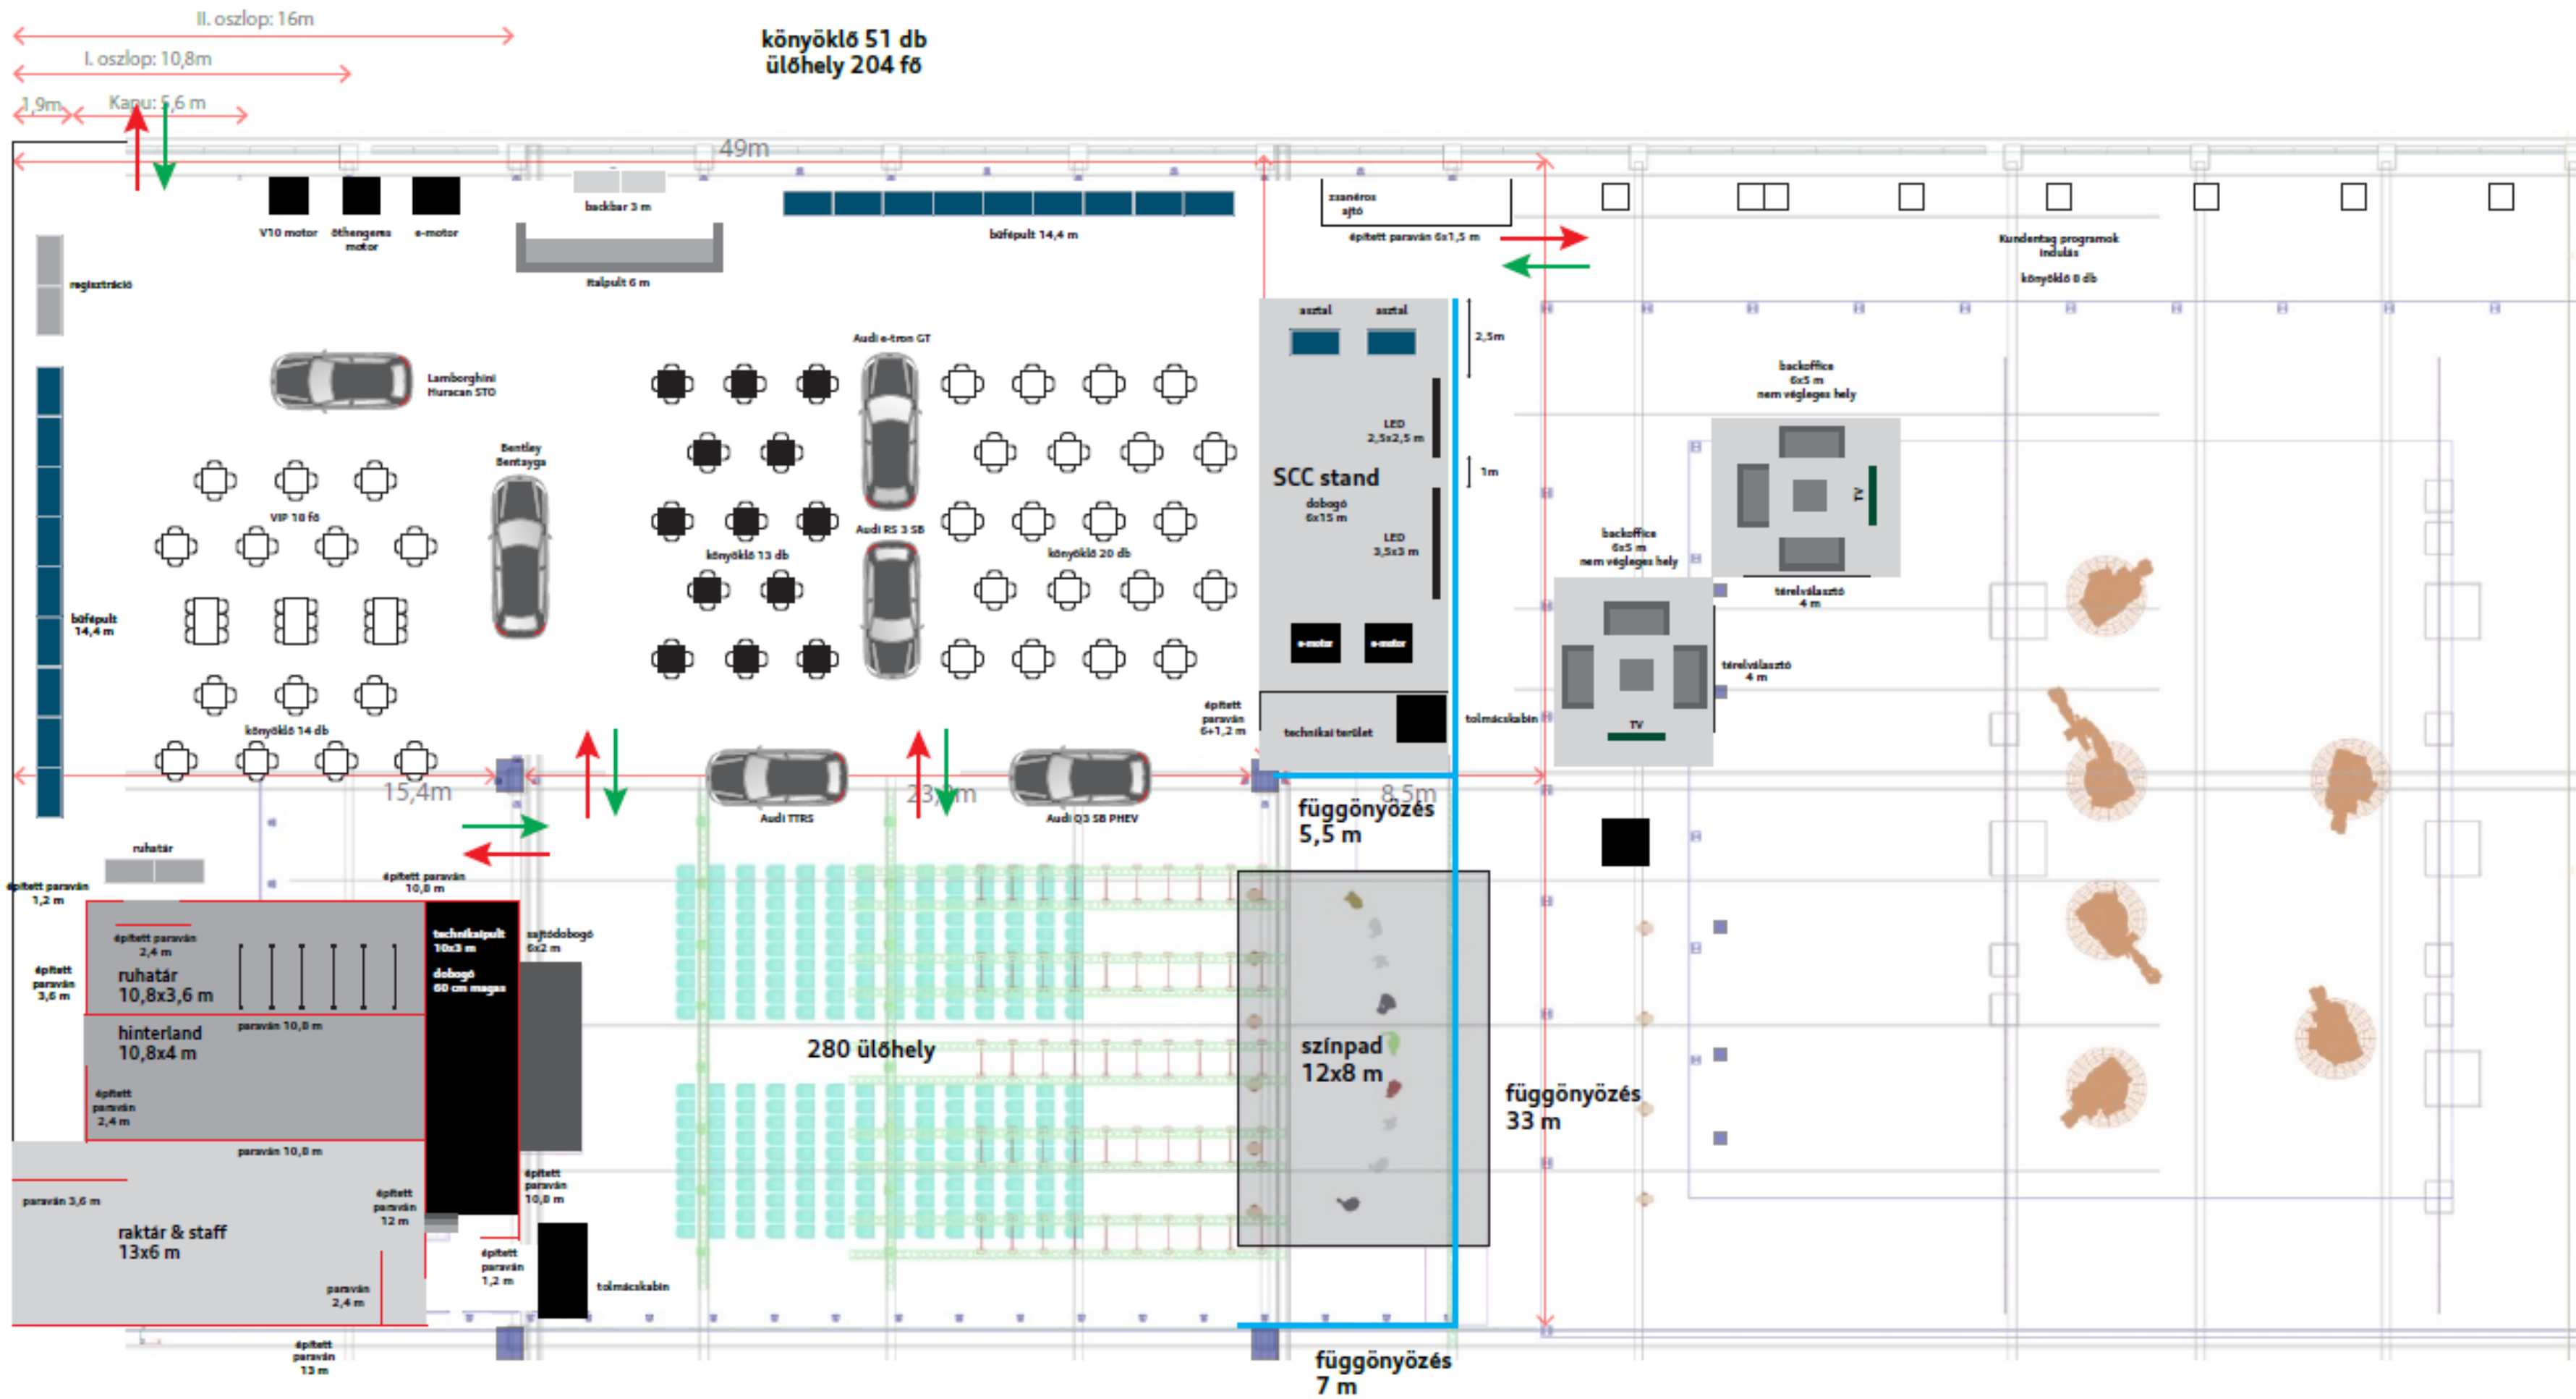 II. oszlop: 16m
I. oszlop: 10,8m
1,9m
Kapu: 5,6 m
könyöklő 51 db
ülőhely 204 fő
49m
V10 motor
öthengeres
motor
e-motor
backbar 3 m
italpult 6 m
büfépult 14,4 m
zsanéros
ajtó
épített paraván 6x1,5 m
Kundentag programok
indulás
könyöklő 8 db
regisztráció
Lamborghini
Huracan STO
Bentley
Bentayga
Audi e-tron GT
Audi RS 3 SB
asztal
asztal
2,5m
LED
2,5x2,5 m
1m
SCC stand
dobogó
6x15 m
LED
3,5x3 m
e-motor
e-motor
backoffice
6x5 m
nem végleges hely
TV
térelválasztó
4 m
backoffice
6x5 m
nem végleges hely
térelválasztó
4 m
TV
VIP 18 fő
könyöklő 13 db
könyöklő 20 db
büfépult
14,4 m
könyöklő 14 db
épített
paraván
6+1,2 m
technikai terület
tolmácskabin
15,4m
8,5m
Audi TTRS
Audi Q3 SB PHEV
függönyözés
5,5 m
ruhatár
épített paraván
1,2 m
épített paraván
10,8 m
épített paraván
2,4 m
ruhatár
10,8x3,6 m
épített
paraván
3,6 m
technikaipult
10x3 m
dobogó
60 cm magas
sajtódobogó
6x2 m
paraván 10,8 m
hinterland
10,8x4 m
épített
paraván
2,4 m
paraván 10,8 m
280 ülőhely
színpad
12x8 m
függönyözés
33 m
paraván 3,6 m
épített
paraván
12 m
épített
paraván
10,8 m
raktár & staff
13x6 m
épített
paraván
1,2 m
paraván
2,4 m
tolmácskabin
épített
paraván
13 m
függönyözés
7 m